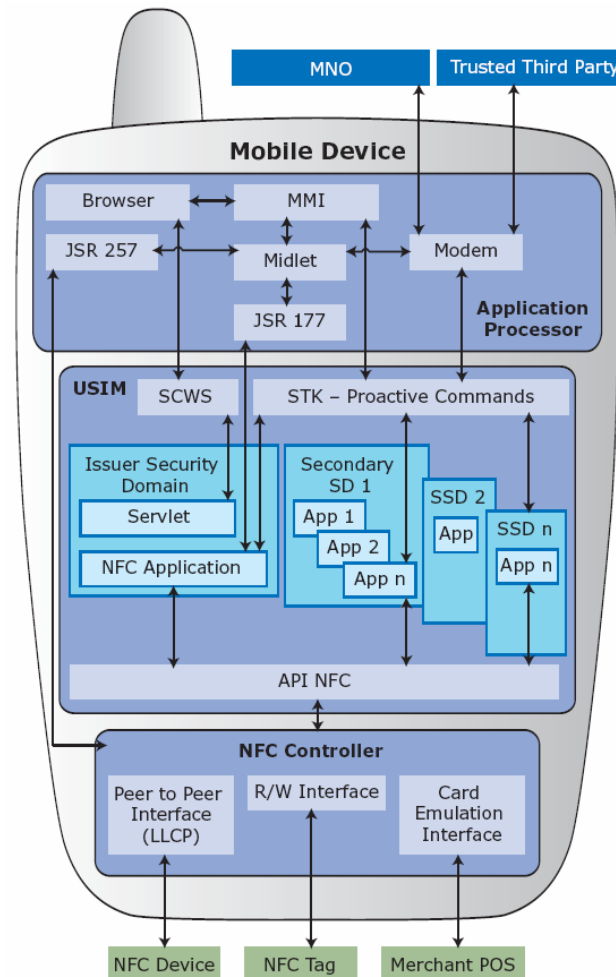 MNO
Trusted Third Party
Mobile Device
Browser
MMI
JSR 257
Midlet
Modem
JSR 177
Application
Processor
USIM
SCWS
STK – Proactive Commands
Issuer Security
Domain
Servlet
NFC Application
Secondary
SD 1
App 1
App 2
App n
SSD 2
App
SSD n
App n
API NFC
NFC Controller
Peer to Peer
Interface
(LLCP)
R/W Interface
Card
Emulation
Interface
NFC Device
NFC Tag
Merchant POS